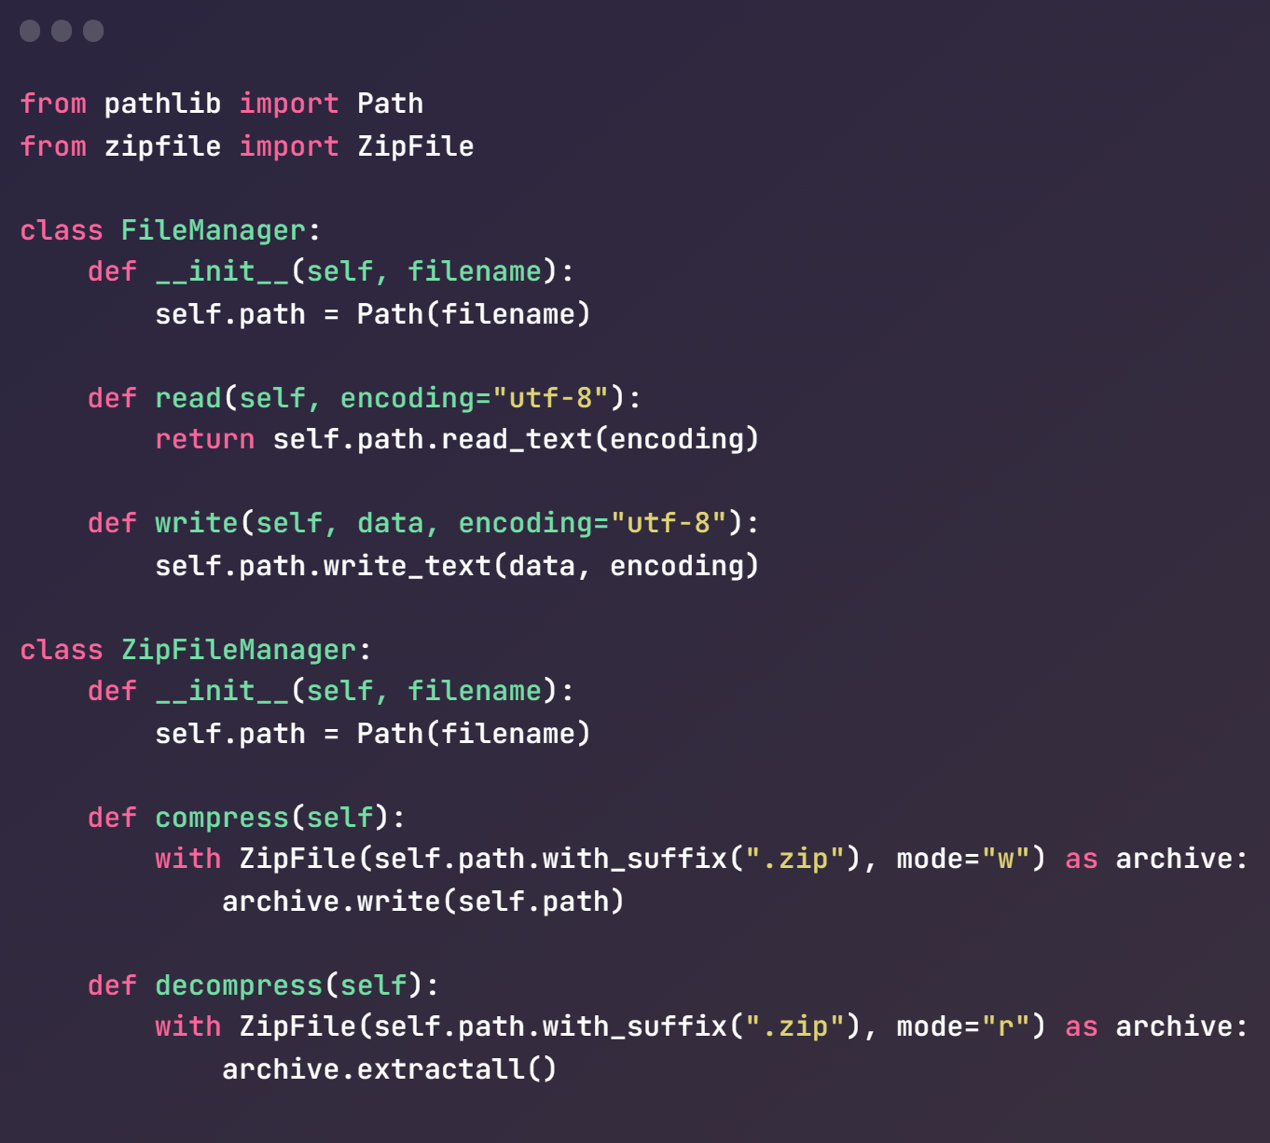 from pathlib import Path
from zipfile import ZipFile

class FileManager:
    def __init__(self, filename):
        self.path = Path(filename)

    def read(self, encoding="utf-8"):
        return self.path.read_text(encoding)

    def write(self, data, encoding="utf-8"):
        self.path.write_text(data, encoding)

class ZipFileManager:
    def __init__(self, filename):
        self.path = Path(filename)

    def compress(self):
        with ZipFile(self.path.with_suffix(".zip"), mode="w") as archive:
            archive.write(self.path)

    def decompress(self):
        with ZipFile(self.path.with_suffix(".zip"), mode="r") as archive:
            archive.extractall()